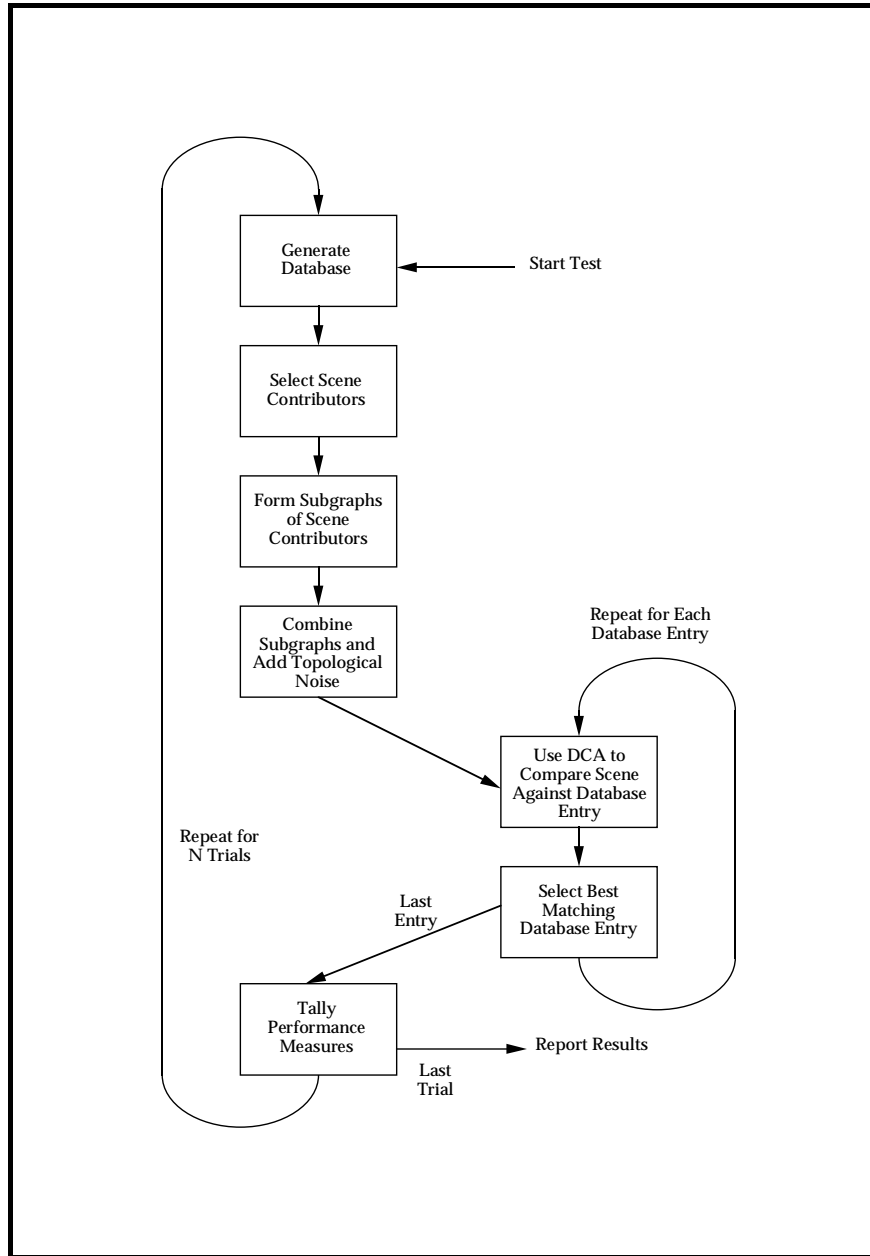 Generate
Database
Start Test
Select Scene
Contributors
Form Subgraphs
of Scene
Contributors
Combine
Subgraphs and
Add Topological
Noise
Repeat for Each
Database Entry
Use DCA to
Compare Scene
Against Database
Entry
Repeat for
N Trials
Select Best
Matching
Database Entry
Last
Entry
Tally
Performance
Measures
Report Results
Last
Trial